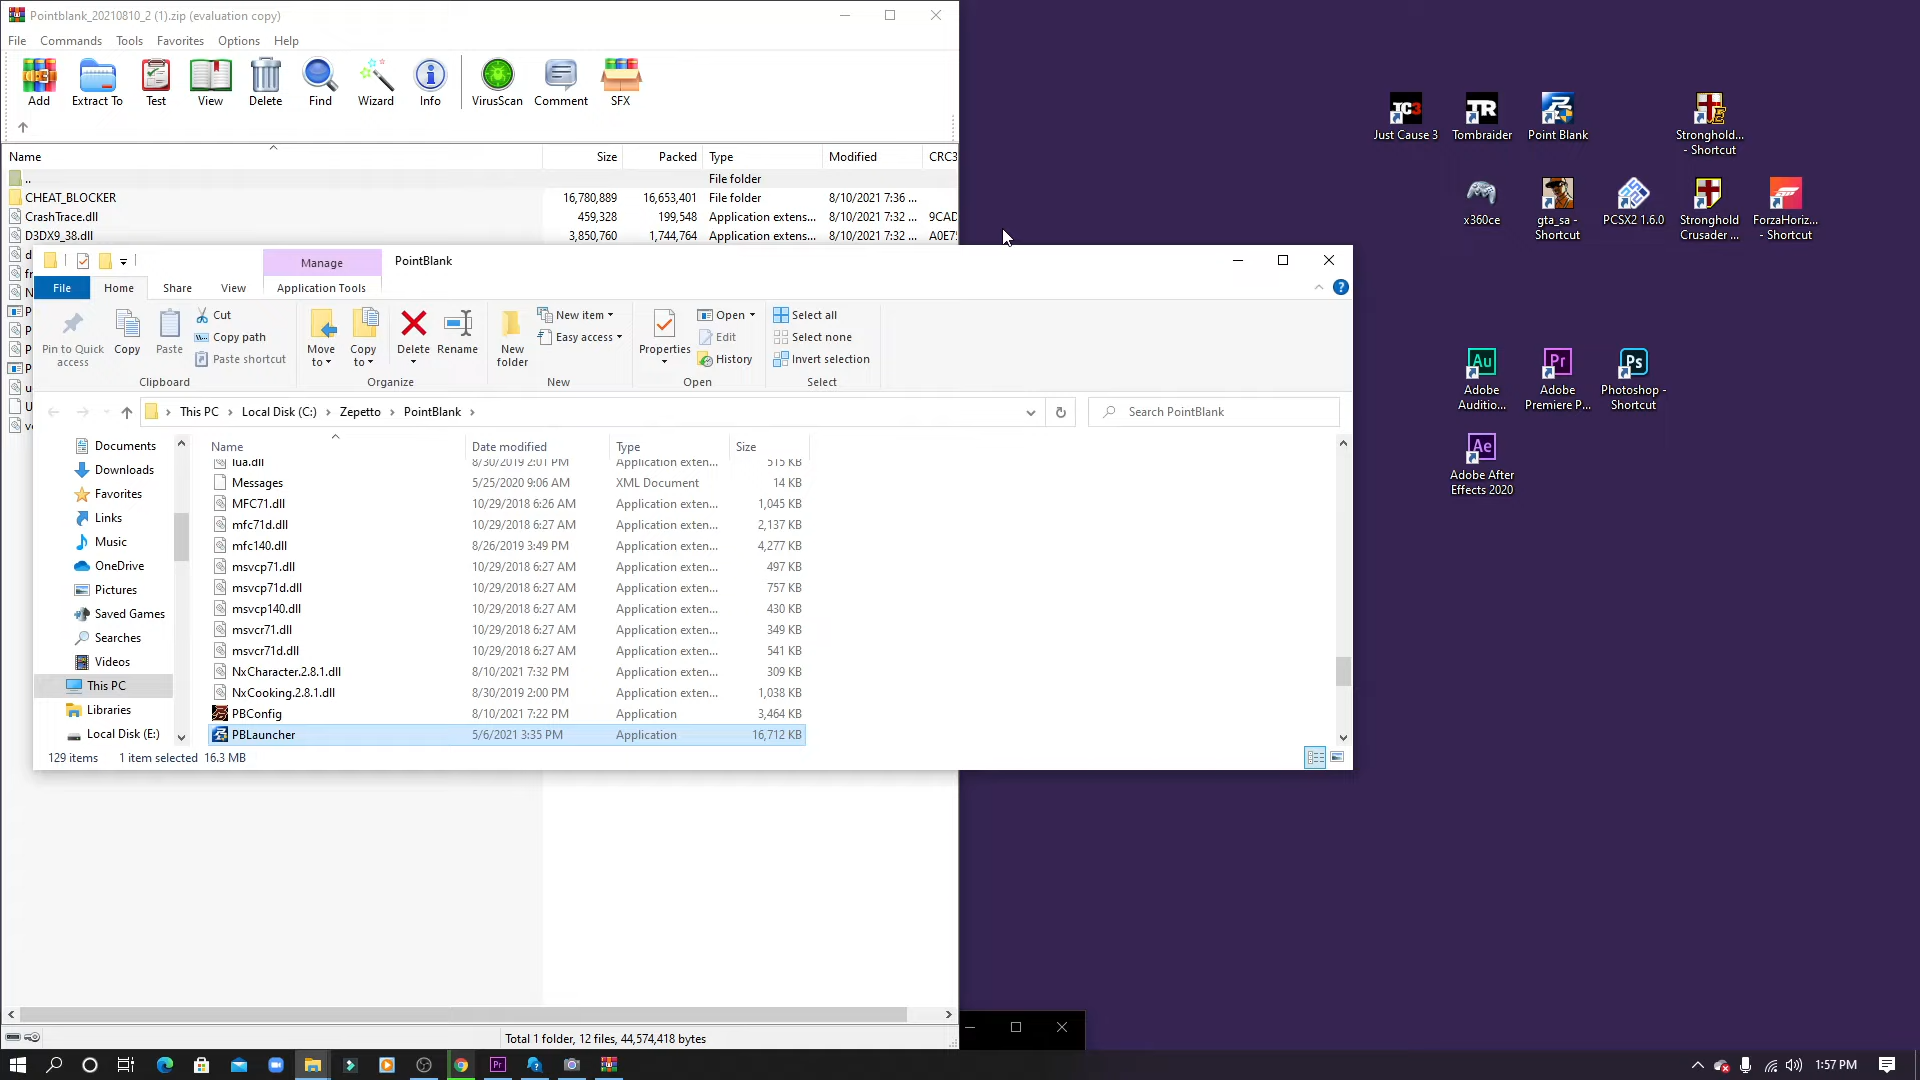 Pointblank_20210810_2 (1).zip (evaluation copy)
File Commands Tools Favorites Options Help
Add Extract To Test View Delete Find Wizard Info VirusScan Comment SFX
Name Size Packed Type Modified CRC3
.. File folder
CHEAT_BLOCKER 16,780,889 16,653,401 File folder 8/10/2021 7:36 ...
CrashTrace.dll 459,328 199,548 Application extens... 8/10/2021 7:32 ... 9CAD
D3DX9_38.dll 3,850,760 1,744,764 Application extens... 8/10/2021 7:32 ...
Manage PointBlank
File Home Share View Application Tools
Pin to Quick access Copy Paste Cut Copy path Paste shortcut
Move to Copy to Delete Rename New folder New item Easy access
Properties Open Edit History Select all Select none Invert selection
Clipboard Organize New Open Select
This PC Local Disk (C:) Zepetto PointBlank Search PointBlank
Documents
Downloads
Favorites
Links
Music
OneDrive
Pictures
Saved Games
Searches
Videos
This PC
Libraries
Local Disk (E:)
Name Date modified Type Size
lua.dll 8/30/2019 2:01 PM Application exten... 515 KB
Messages 5/25/2020 9:06 AM XML Document 14 KB
MFC71.dll 10/29/2018 6:26 AM Application exten... 1,045 KB
mfc71d.dll 10/29/2018 6:27 AM Application exten... 2,137 KB
mfc140.dll 8/26/2019 3:49 PM Application exten... 4,277 KB
msvcp71.dll 10/29/2018 6:27 AM Application exten... 497 KB
msvcp71d.dll 10/29/2018 6:27 AM Application exten... 757 KB
msvcp140.dll 10/29/2018 6:27 AM Application exten... 430 KB
msvcr71.dll 10/29/2018 6:27 AM Application exten... 349 KB
msvcr71d.dll 10/29/2018 6:27 AM Application exten... 541 KB
NxCharacter.2.8.1.dll 8/10/2021 7:32 PM Application exten... 309 KB
NxCooking.2.8.1.dll 8/30/2019 2:00 PM Application exten... 1,038 KB
PBConfig 8/10/2021 7:22 PM Application 3,464 KB
PBLauncher 5/6/2021 3:35 PM Application 16,712 KB
129 items 1 item selected 16.3 MB
Total 1 folder, 12 files, 44,574,418 bytes
Just Cause 3
Tombraider
Point Blank
Stronghold... - Shortcut
x360ce
gta_sa - Shortcut
PCSX2 1.6.0
Stronghold Crusader ...
ForzaHoriz... - Shortcut
Adobe Auditio...
Adobe Premiere P...
Photoshop - Shortcut
Adobe After Effects 2020
1:57 PM